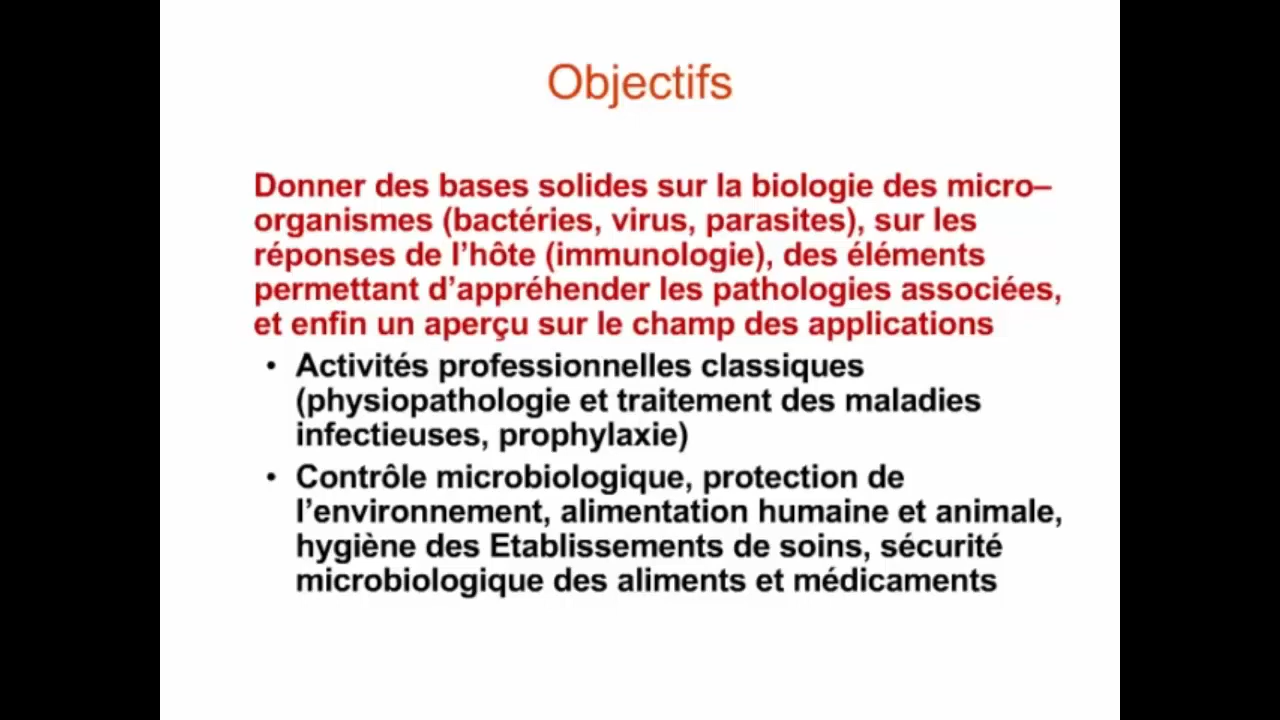 Objectifs
Donner des bases solides sur la biologie des micro–
organismes (bactéries, virus, parasites), sur les
réponses de l’hôte (immunologie), des éléments
permettant d’appréhender les pathologies associées,
et enfin un aperçu sur le champ des applications
• Activités professionnelles classiques
(physiopathologie et traitement des maladies
infectieuses, prophylaxie)
• Contrôle microbiologique, protection de
l’environnement, alimentation humaine et animale,
hygiène des Etablissements de soins, sécurité
microbiologique des aliments et médicaments